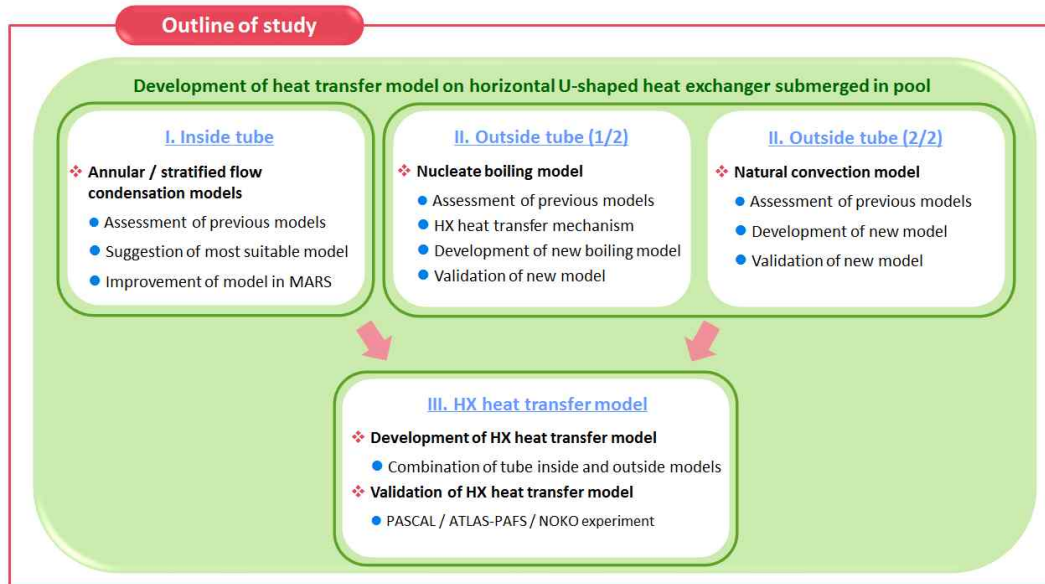 Outline of study
Development of heat transfer model on horizontal U-shaped heat exchanger submerged in pool
I. Inside tube
❖ Annular / stratified flow
condensation models
● Assessment of previous models
● Suggestion of most suitable model
● Improvement of model in MARS
II. Outside tube (1/2)
❖ Nucleate boiling model
● Assessment of previous models
● HX heat transfer mechanism
● Development of new boiling model
● Validation of new model
II. Outside tube (2/2)
❖ Natural convection model
● Assessment of previous models
● Development of new model
● Validation of new model
III. HX heat transfer model
❖ Development of HX heat transfer model
● Combination of tube inside and outside models
❖ Validation of HX heat transfer model
● PASCAL / ATLAS-PAFS / NOKO experiment